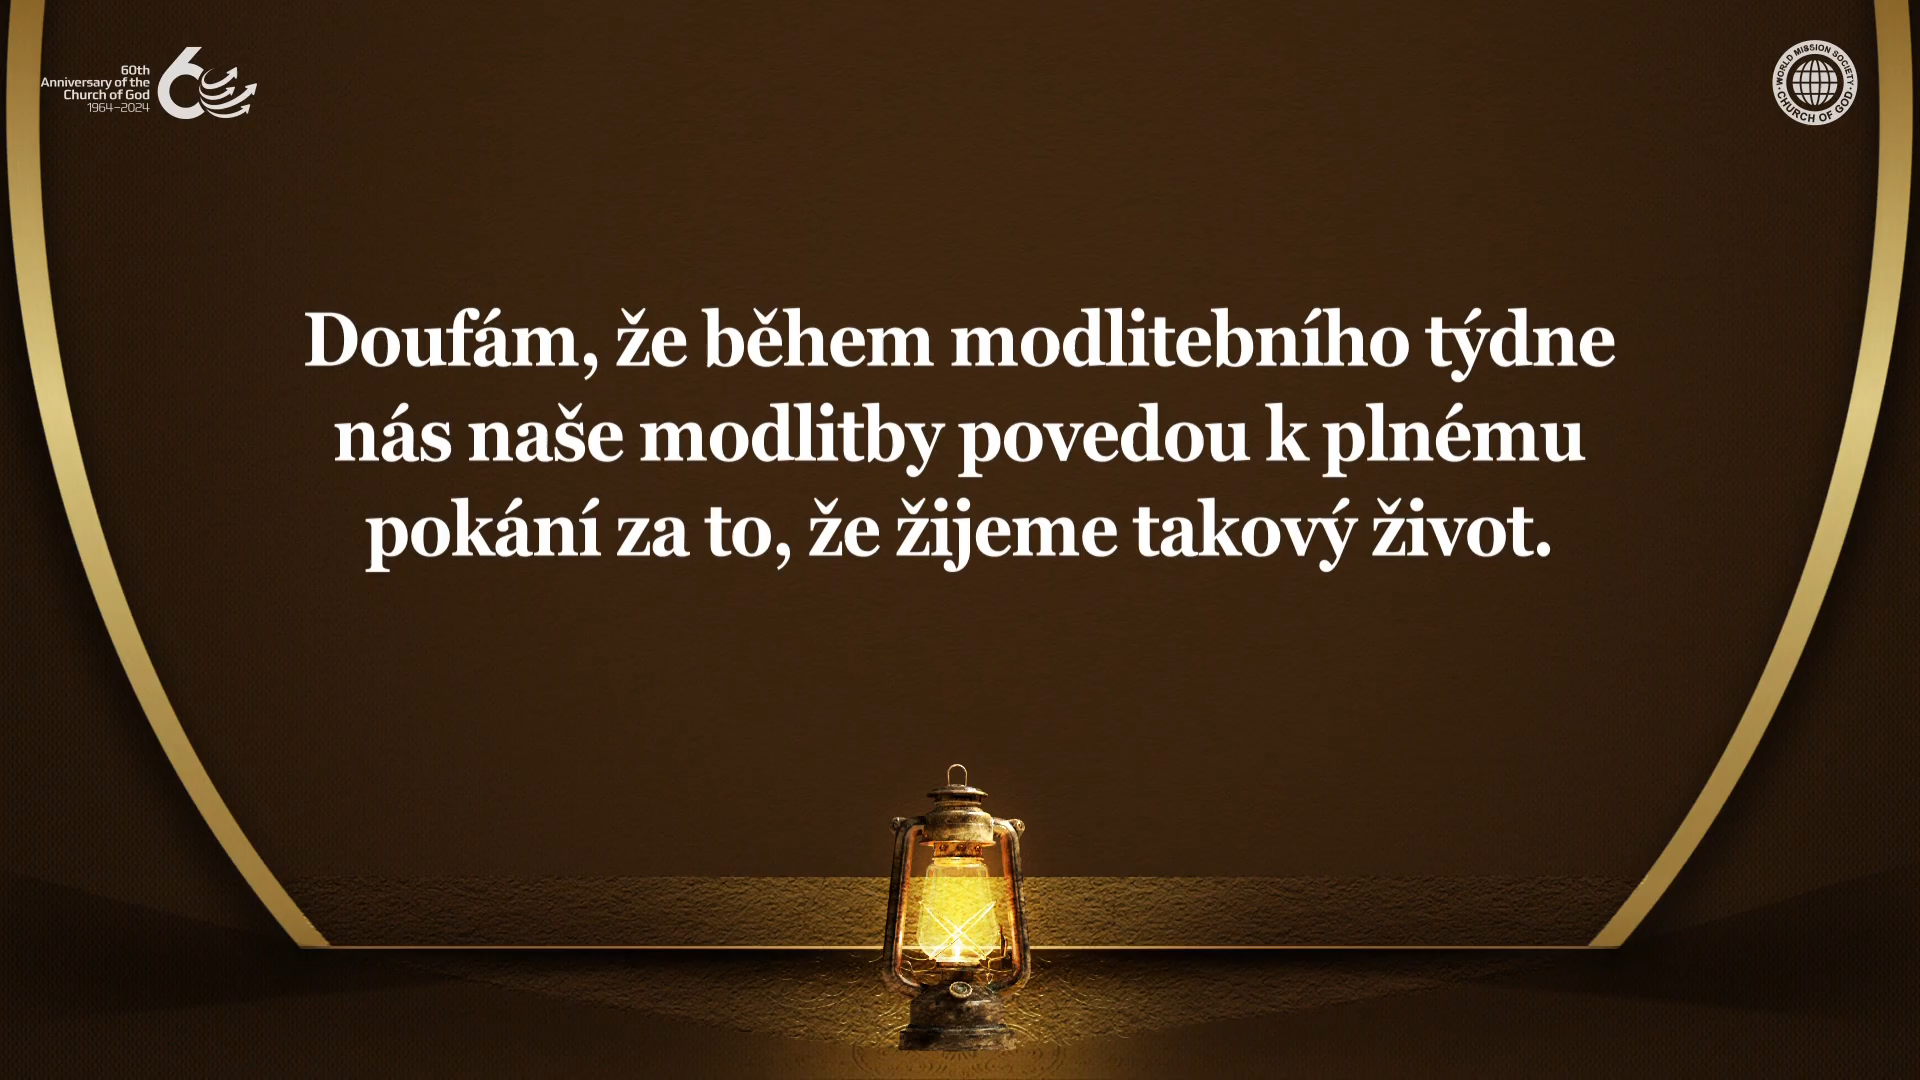 60th
Anniversary of the
Church of God
1964–2024
60
WORLD MISSION SOCIETY
CHURCH OF GOD
Doufám, že během modlitebního týdne
nás naše modlitby povedou k plnému
pokání za to, že žijeme takový život.